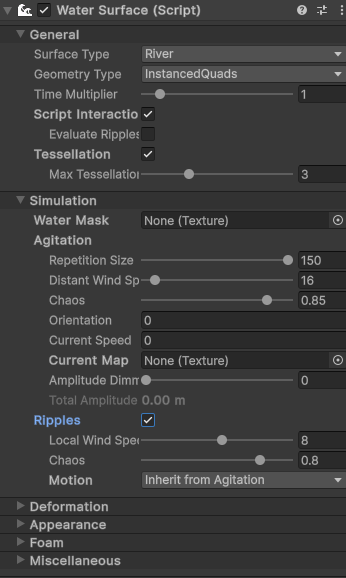 Water Surface (Script)
General
Surface Type River
Geometry Type InstancedQuads
Time Multiplier 1
Script Interactio
Evaluate Ripples
Tessellation
Max Tessellation 3
Simulation
Water Mask None (Texture)
Agitation
Repetition Size 150
Distant Wind Sp 16
Chaos 0.85
Orientation 0
Current Speed 0
Current Map None (Texture)
Amplitude Dimm 0
Total Amplitude 0.00 m
Ripples
Local Wind Spee 8
Chaos 0.8
Motion Inherit from Agitation
Deformation
Appearance
Foam
Miscellaneous